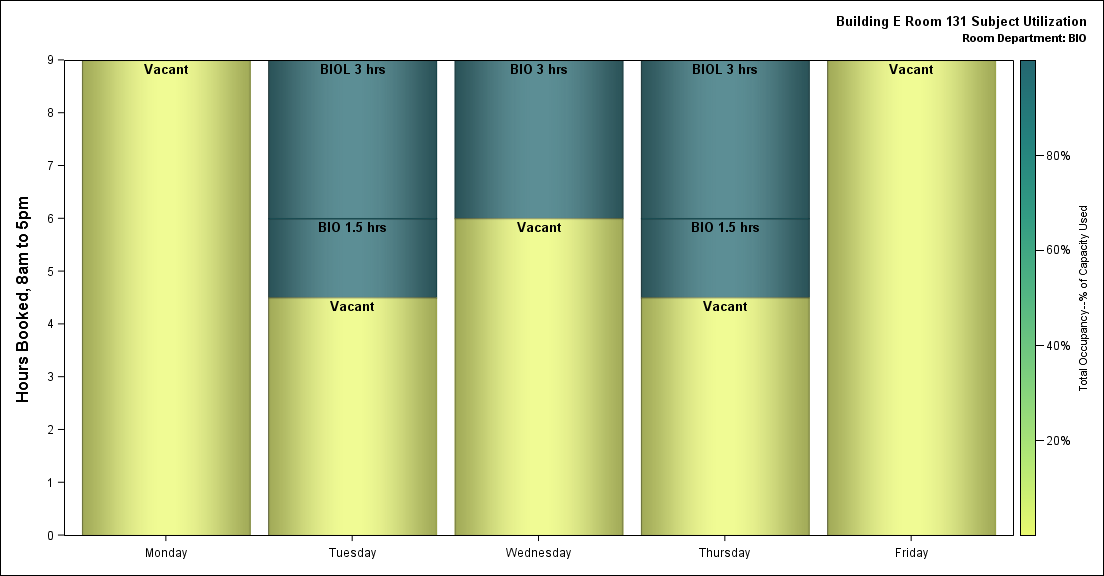 Building E Room 131 Subject Utilization
Room Department: BIO
Hours Booked, 8am to 5pm
9
8
7
6
5
4
3
2
1
0
Vacant
BIOL 3 hrs
BIO 1.5 hrs
Vacant
BIO 3 hrs
Vacant
BIOL 3 hrs
BIO 1.5 hrs
Vacant
Vacant
Monday
Tuesday
Wednesday
Thursday
Friday
80%
60%
40%
20%
Total Occupancy--% of Capacity Used